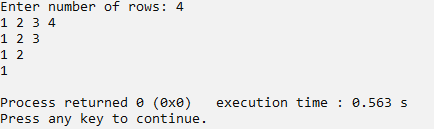 Enter number of rows: 4
1 2 3 4
1 2 3
1 2
1
Process returned 0 (0x0)   execution time : 0.563 s
Press any key to continue.